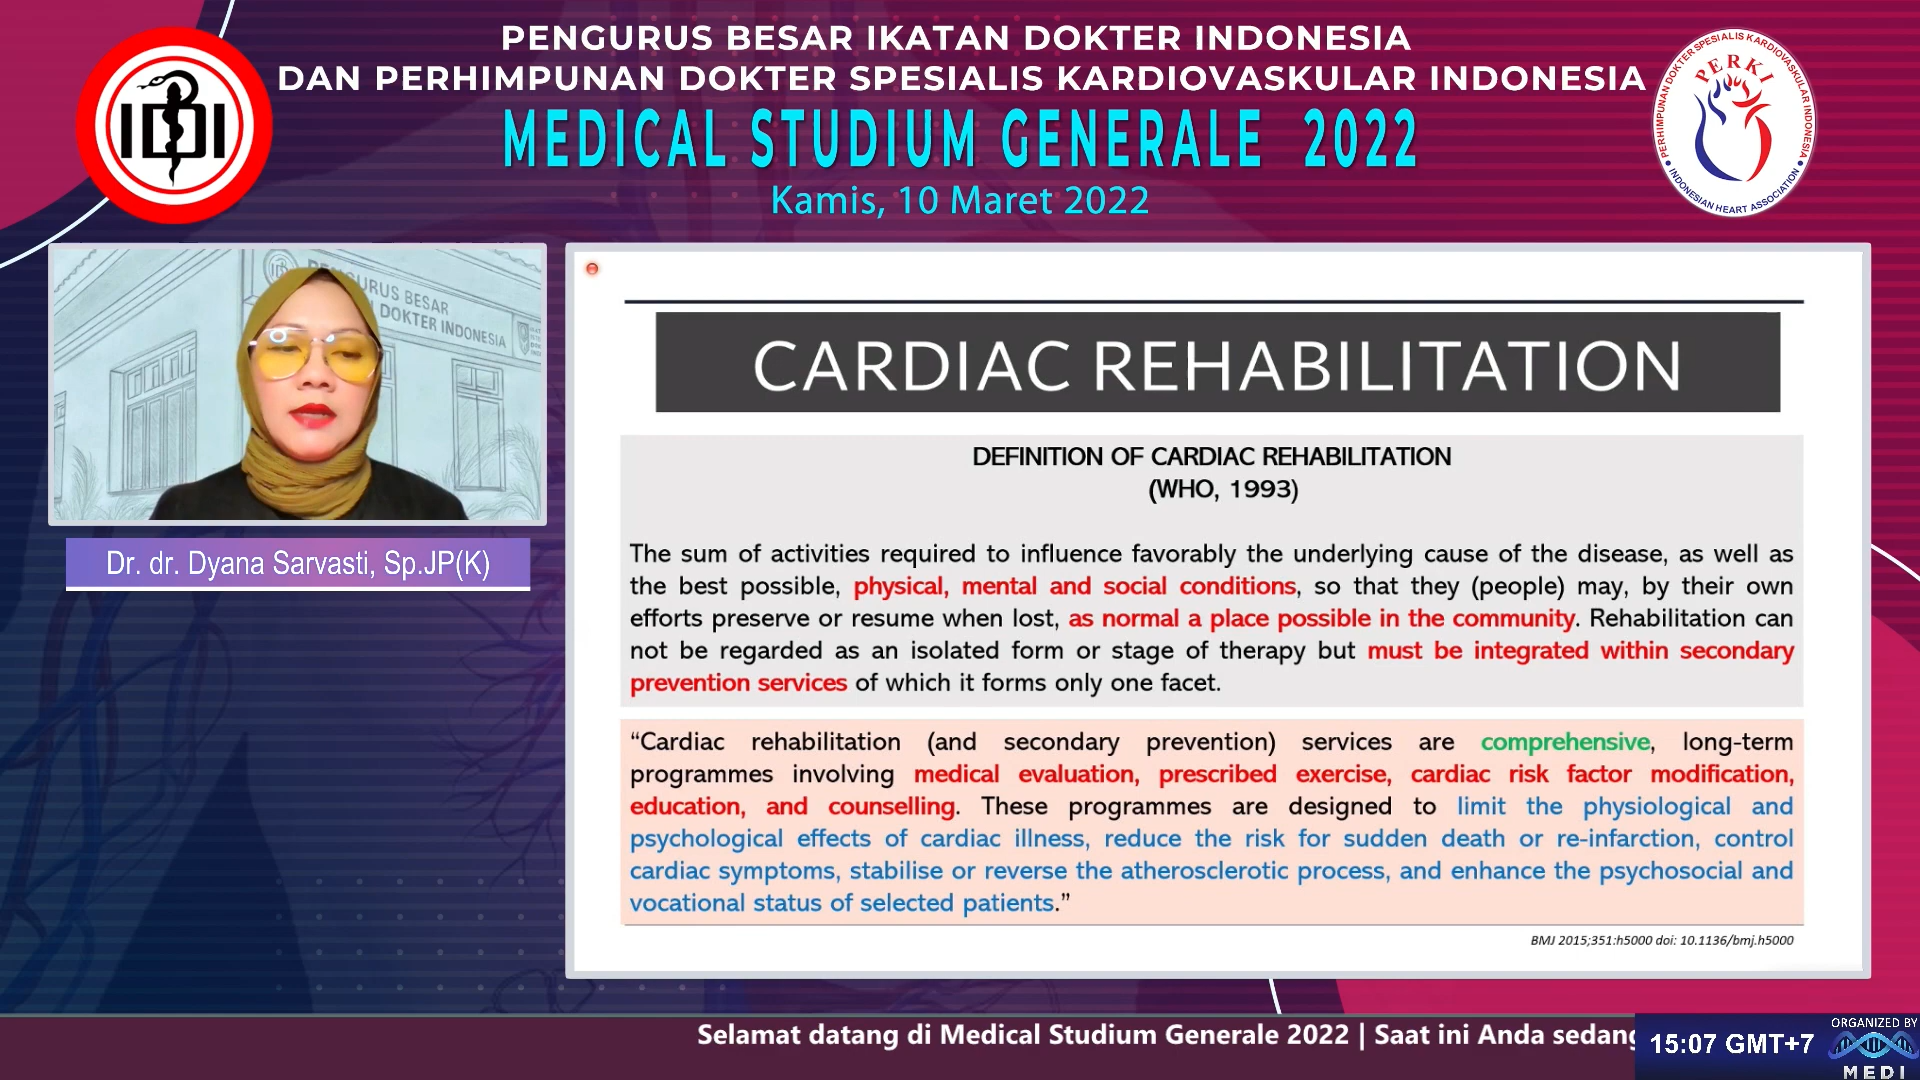 PENGURUS BESAR IKATAN DOKTER INDONESIA
DAN PERHIMPUNAN DOKTER SPESIALIS KARDIOVASKULAR INDONESIA
MEDICAL STUDIUM GENERALE 2022
Kamis, 10 Maret 2022
IDI
PERHIMPUNAN DOKTER SPESIALIS KARDIOVASKULAR INDONESIA
PERKI
INDONESIAN HEART ASSOCIATION
PENGURUS BESAR
DOKTER INDONESIA
Dr. dr. Dyana Sarvasti, Sp.JP(K)
CARDIAC REHABILITATION
DEFINITION OF CARDIAC REHABILITATION
(WHO, 1993)
The sum of activities required to influence favorably the underlying cause of the disease, as well as
the best possible, physical, mental and social conditions, so that they (people) may, by their own
efforts preserve or resume when lost, as normal a place possible in the community. Rehabilitation can
not be regarded as an isolated form or stage of therapy but must be integrated within secondary
prevention services of which it forms only one facet.
“Cardiac rehabilitation (and secondary prevention) services are comprehensive, long-term
programmes involving medical evaluation, prescribed exercise, cardiac risk factor modification,
education, and counselling. These programmes are designed to limit the physiological and
psychological effects of cardiac illness, reduce the risk for sudden death or re-infarction, control
cardiac symptoms, stabilise or reverse the atherosclerotic process, and enhance the psychosocial and
vocational status of selected patients.”
BMJ 2015;351:h5000 doi: 10.1136/bmj.h5000
Selamat datang di Medical Studium Generale 2022 | Saat ini Anda sedang
15:07 GMT+7
ORGANIZED BY
MEDI